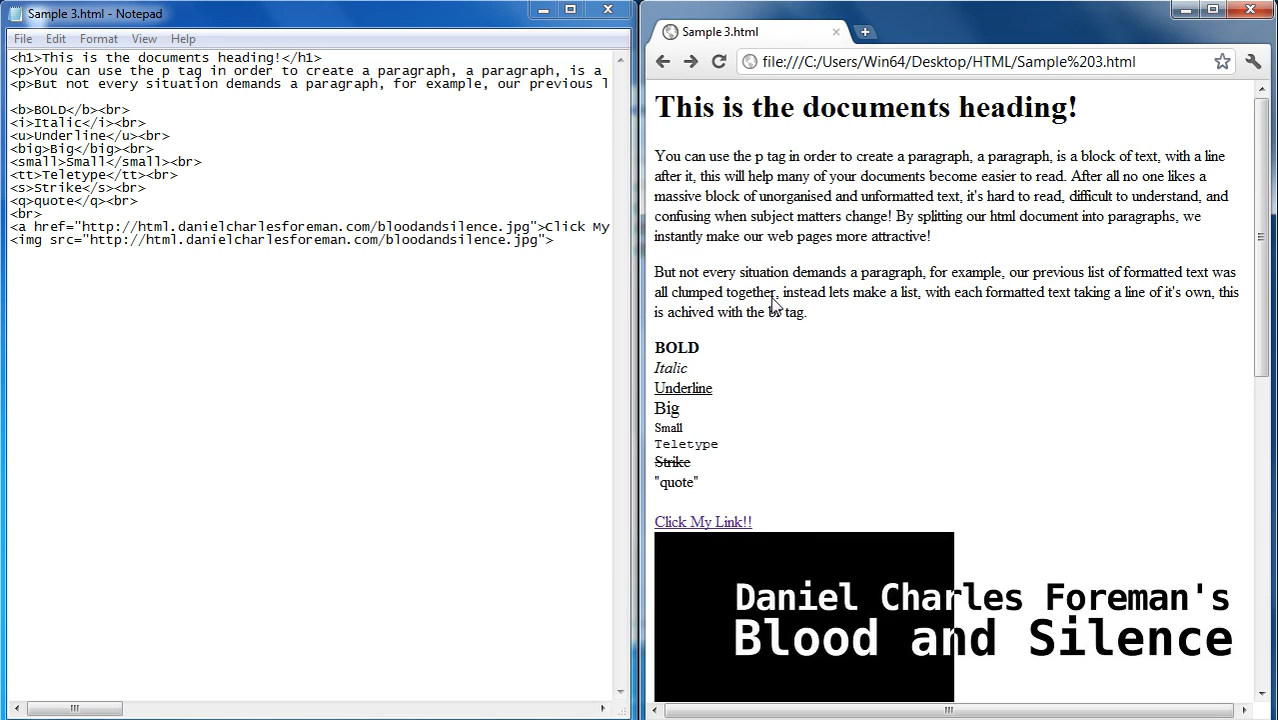 Sample 3.html - Notepad
File Edit Format View Help
<h1>This is the documents heading!</h1>
<p>You can use the p tag in order to create a paragraph, a paragraph, is a
<p>But not every situation demands a paragraph, for example, our previous l
<b>BOLD</b><br>
<i>Italic</i><br>
<u>Underline</u><br>
<big>Big</big><br>
<small>Small</small><br>
<tt>Teletype</tt><br>
<s>Strike</s><br>
<q>quote</q><br>
<br>
<a href="http://html.danielcharlesforeman.com/bloodandsilence.jpg">Click My
<img src="http://html.danielcharlesforeman.com/bloodandsilence.jpg">
Sample 3.html
file:///C:/Users/Win64/Desktop/HTML/Sample%203.html
This is the documents heading!
You can use the p tag in order to create a paragraph, a paragraph, is a block of text, with a line
after it, this will help many of your documents become easier to read. After all no one likes a
massive block of unorganised and unformatted text, it's hard to read, difficult to understand, and
confusing when subject matters change! By splitting our html document into paragraphs, we
instantly make our web pages more attractive!
But not every situation demands a paragraph, for example, our previous list of formatted text was
all clumped together, instead lets make a list, with each formatted text taking a line of it's own, this
is achived with the br tag.
BOLD
Italic
Underline
Big
Small
Teletype
Strike
"quote"
Click My Link!!
Daniel Charles Foreman's
Blood and Silence